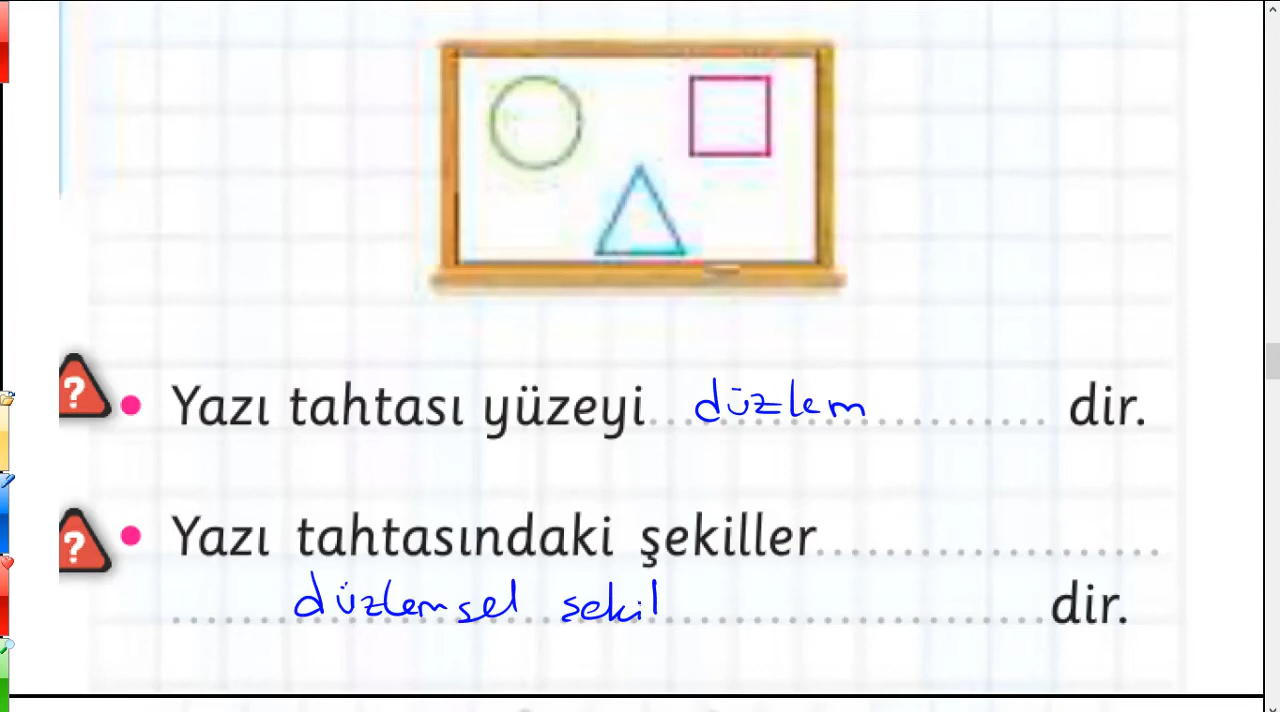 ? • Yazı tahtası yüzeyi düzlem dir.
? • Yazı tahtasındaki şekiller
düzlemsel sekil dir.